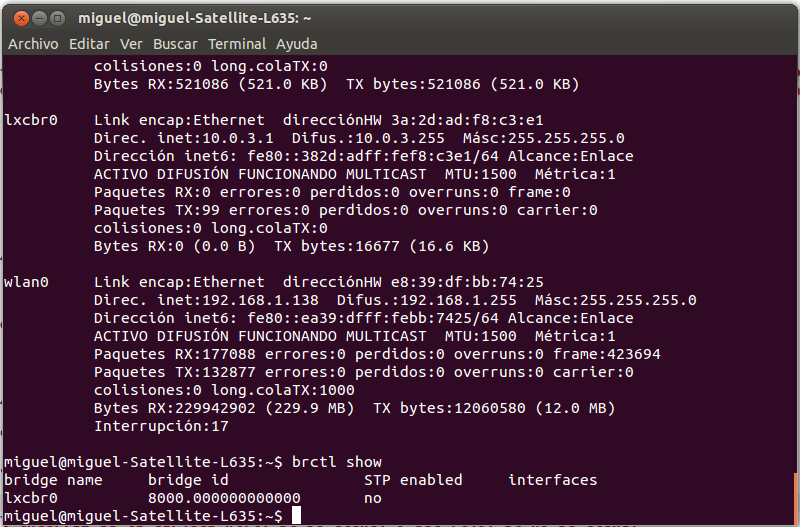 miguel@miguel-Satellite-L635: ~
Archivo Editar Ver Buscar Terminal Ayuda
colisiones:0 long.colaTX:0
Bytes RX:521086 (521.0 KB)  TX bytes:521086 (521.0 KB)
lxcbr0    Link encap:Ethernet  direcciónHW 3a:2d:ad:f8:c3:e1
Direc. inet:10.0.3.1  Difus.:10.0.3.255  Másc:255.255.255.0
Dirección inet6: fe80::382d:adff:fef8:c3e1/64 Alcance:Enlace
ACTIVO DIFUSIÓN FUNCIONANDO MULTICAST  MTU:1500  Métrica:1
Paquetes RX:0 errores:0 perdidos:0 overruns:0 frame:0
Paquetes TX:99 errores:0 perdidos:0 overruns:0 carrier:0
colisiones:0 long.colaTX:0
Bytes RX:0 (0.0 B)  TX bytes:16677 (16.6 KB)
wlan0     Link encap:Ethernet  direcciónHW e8:39:df:bb:74:25
Direc. inet:192.168.1.138  Difus.:192.168.1.255  Másc:255.255.255.0
Dirección inet6: fe80::ea39:dfff:febb:7425/64 Alcance:Enlace
ACTIVO DIFUSIÓN FUNCIONANDO MULTICAST  MTU:1500  Métrica:1
Paquetes RX:177088 errores:0 perdidos:0 overruns:0 frame:423694
Paquetes TX:132877 errores:0 perdidos:0 overruns:0 carrier:0
colisiones:0 long.colaTX:1000
Bytes RX:229942902 (229.9 MB)  TX bytes:12060580 (12.0 MB)
Interrupción:17
miguel@miguel-Satellite-L635:~$ brctl show
bridge name     bridge id               STP enabled     interfaces
lxcbr0          8000.000000000000       no
miguel@miguel-Satellite-L635:~$